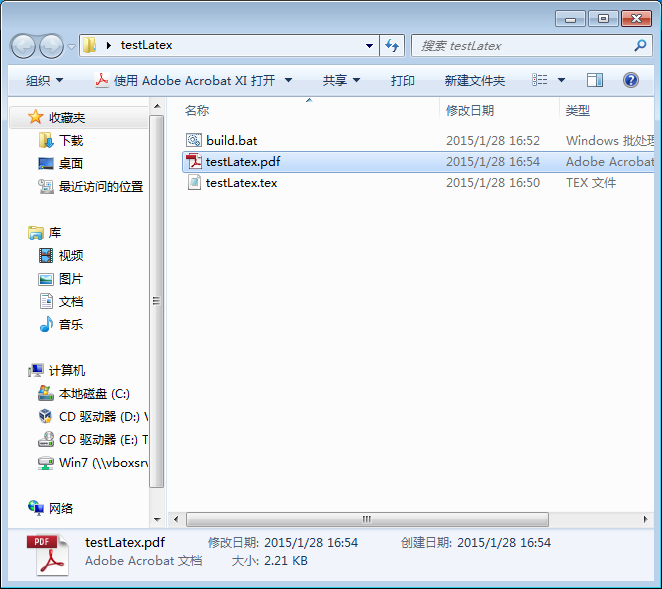 testLatex
搜索 testLatex
组织 使用 Adobe Acrobat XI 打开 共享 打印 新建文件夹
名称 修改日期 类型
收藏夹
下载
桌面
最近访问的位置
库
视频
图片
文档
音乐
计算机
本地磁盘 (C:)
CD 驱动器 (D:) V
CD 驱动器 (E:) T
Win7 (\\vboxsrv
网络
build.bat 2015/1/28 16:52 Windows 批处理
testLatex.pdf 2015/1/28 16:54 Adobe Acrobat
testLatex.tex 2015/1/28 16:50 TEX 文件
testLatex.pdf 修改日期: 2015/1/28 16:54 创建日期: 2015/1/28 16:54
Adobe Acrobat 文档 大小: 2.21 KB
PDF